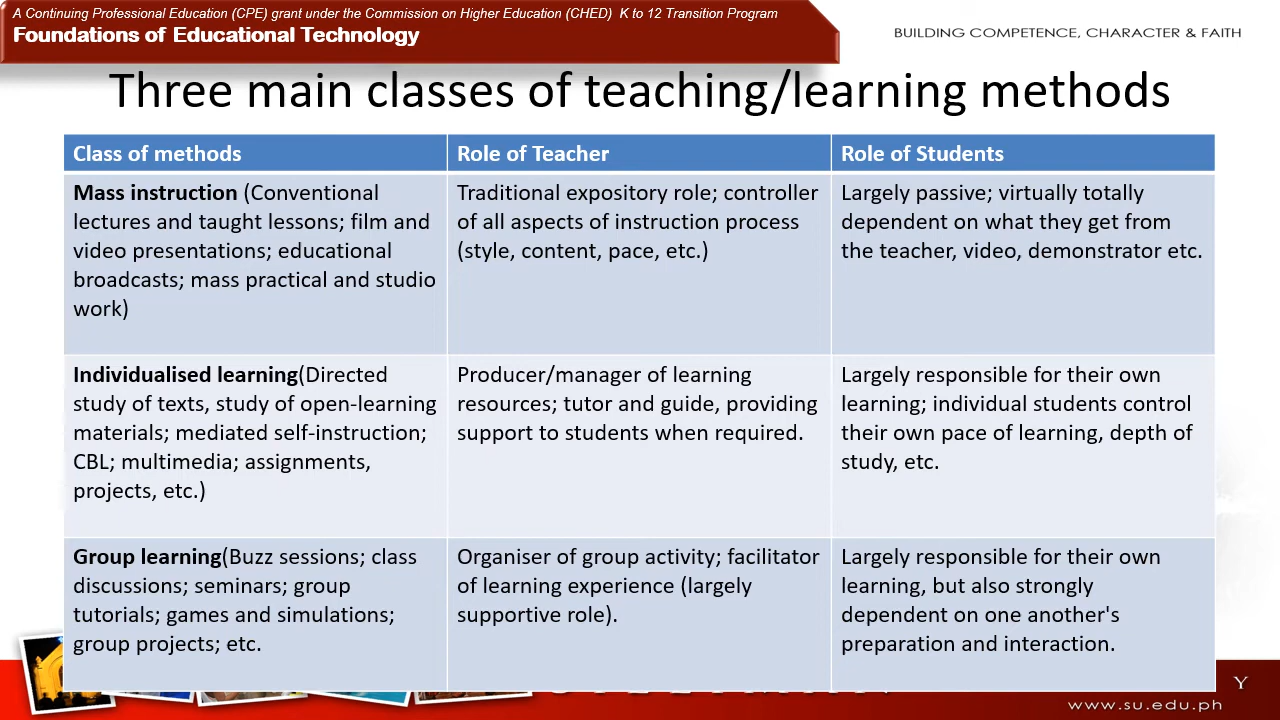 A Continuing Professional Education (CPE) grant under the Commission on Higher Education (CHED)  K to 12 Transition Program
Foundations of Educational Technology
BUILDING COMPETENCE, CHARACTER & FAITH
Three main classes of teaching/learning methods
Class of methods
Role of Teacher
Role of Students
Mass instruction (Conventional
lectures and taught lessons; film and
video presentations; educational
broadcasts; mass practical and studio
work)
Traditional expository role; controller
of all aspects of instruction process
(style, content, pace, etc.)
Largely passive; virtually totally
dependent on what they get from
the teacher, video, demonstrator etc.
Individualised learning(Directed
study of texts, study of open-learning
materials; mediated self-instruction;
CBL; multimedia; assignments,
projects, etc.)
Producer/manager of learning
resources; tutor and guide, providing
support to students when required.
Largely responsible for their own
learning; individual students control
their own pace of learning, depth of
study, etc.
Group learning(Buzz sessions; class
discussions; seminars; group
tutorials; games and simulations;
group projects; etc.
Organiser of group activity; facilitator
of learning experience (largely
supportive role).
Largely responsible for their own
learning, but also strongly
dependent on one another's
preparation and interaction.
Y
www.su.edu.ph